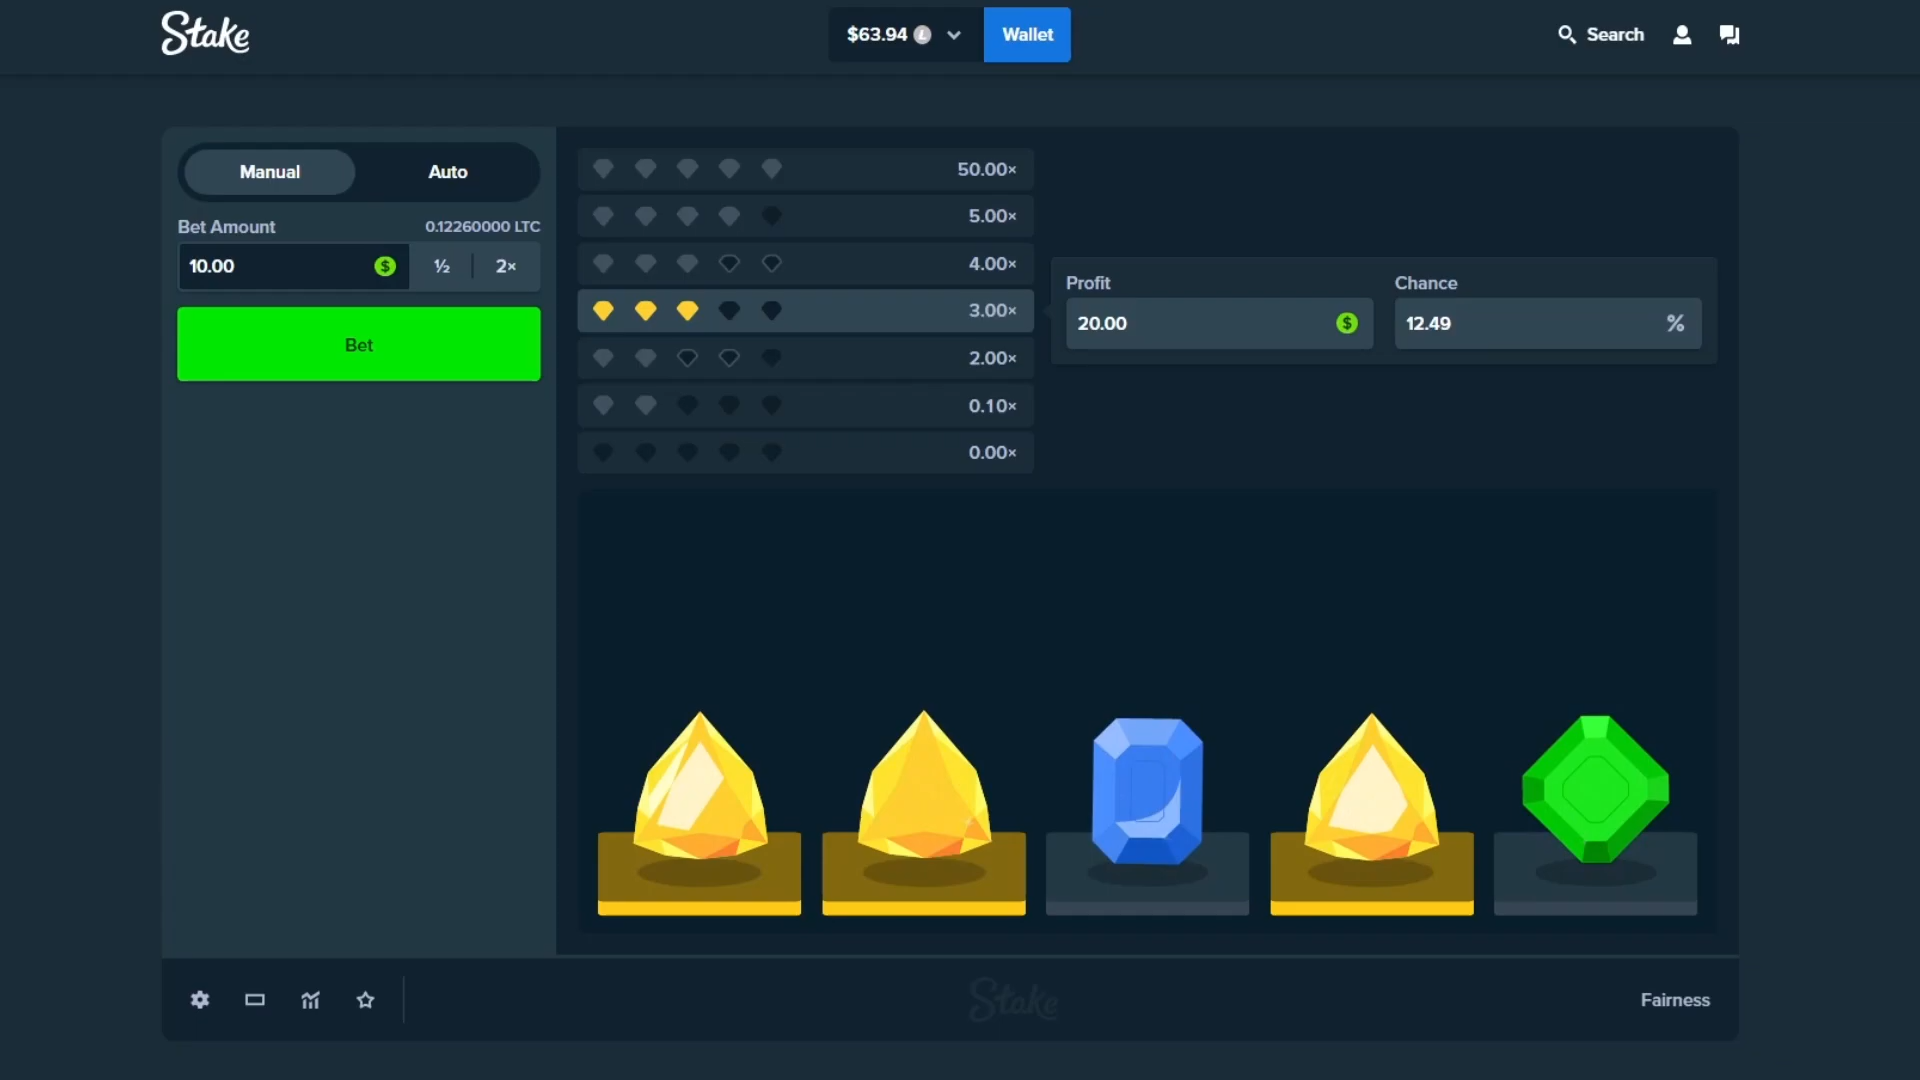 Stake
$63.94
Wallet
Search
Manual
Auto
Bet Amount
0.12260000 LTC
10.00
$
½
2×
Bet
50.00×
5.00×
4.00×
3.00×
2.00×
0.10×
0.00×
Profit
Chance
20.00
$
12.49
%
Stake
Fairness